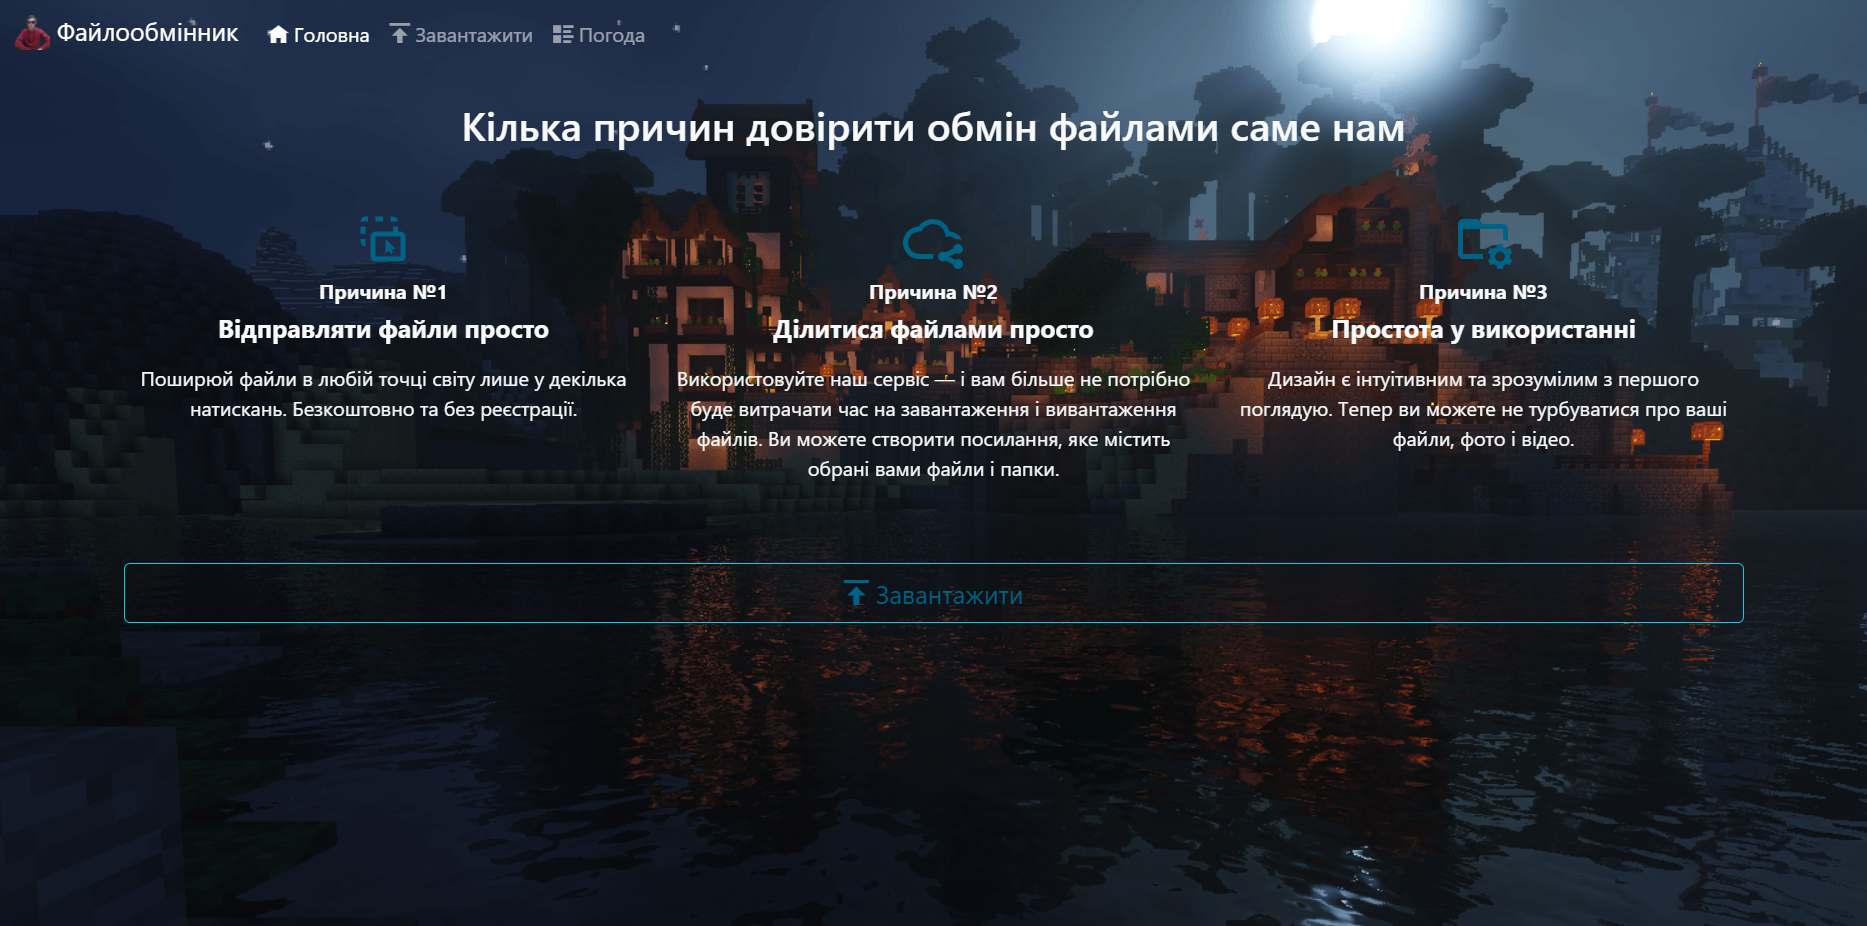 Файлообмінник Головна Завантажити Погода
Кілька причин довірити обмін файлами саме нам
Причина №1
Відправляти файли просто
Поширюй файли в любій точці світу лише у декілька
натискань. Безкоштовно та без реєстрації.
Причина №2
Ділитися файлами просто
Використовуйте наш сервіс — і вам більше не потрібно
буде витрачати час на завантаження і вивантаження
файлів. Ви можете створити посилання, яке містить
обрані вами файли і папки.
Причина №3
Простота у використанні
Дизайн є інтуітивним та зрозумілим з першого
поглядую. Тепер ви можете не турбуватися про ваші
файли, фото і відео.
Завантажити